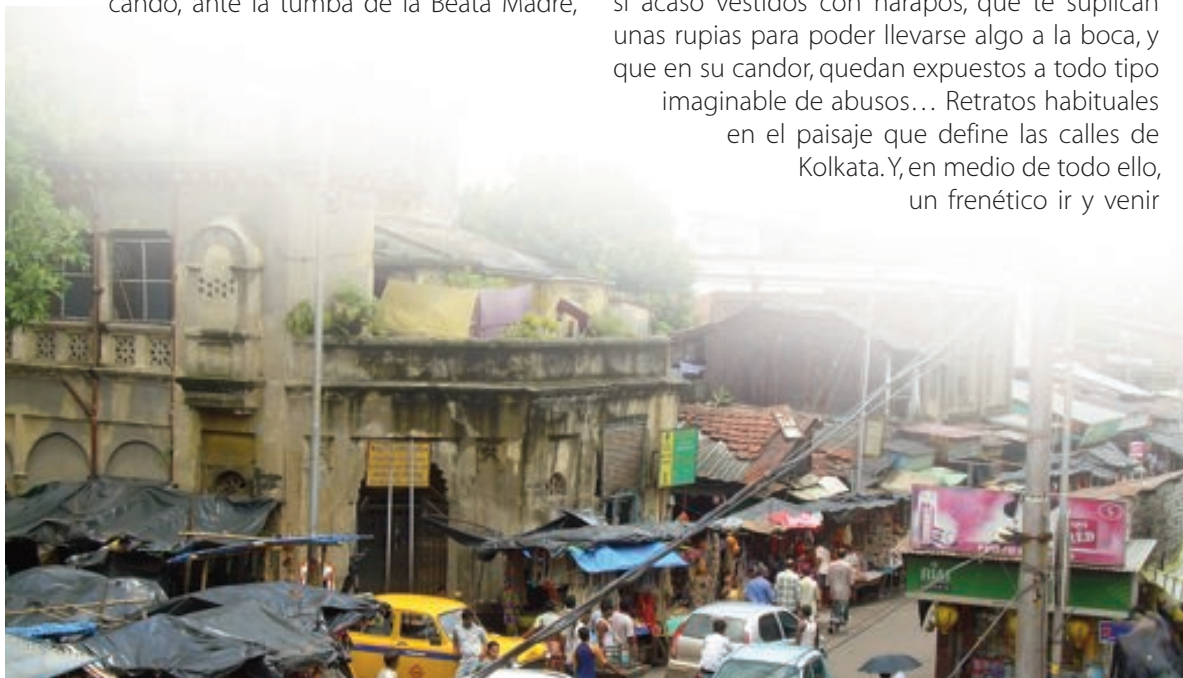 cando, ante la tumba de la Beata Madre,
si acaso vestidos con harapos, que te suplican
unas rupias para poder llevarse algo a la boca, y
que en su candor, quedan expuestos a todo tipo
imaginable de abusos… Retratos habituales
en el paisaje que define las calles de
Kolkata. Y, en medio de todo ello,
un frenético ir y venir